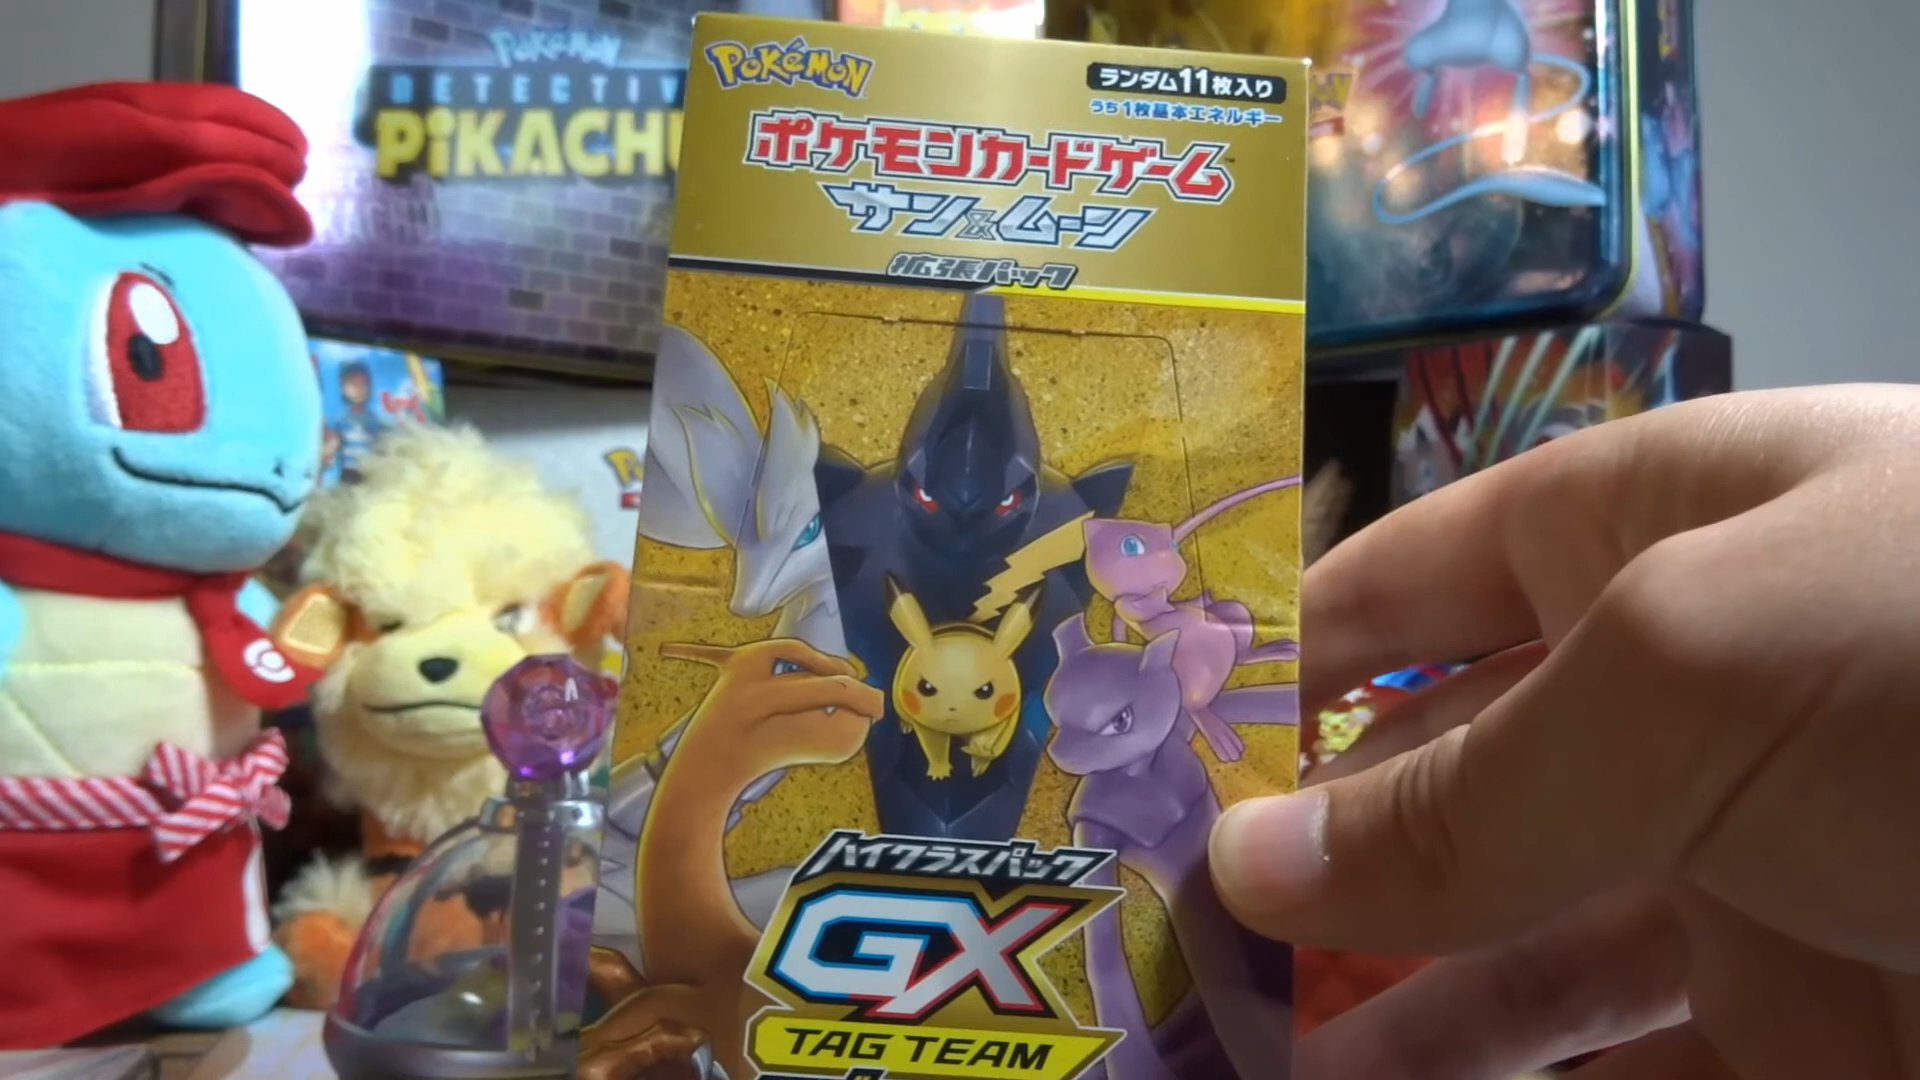 Pokémon
DETECTIV
PiKACHU
POKéMON
ランダム11枚入り
うち1枚基本エネルギー
ポケモンカードゲーム
サン&ムーン
拡張パック
ハイクラスパック
GX
TAG TEAM